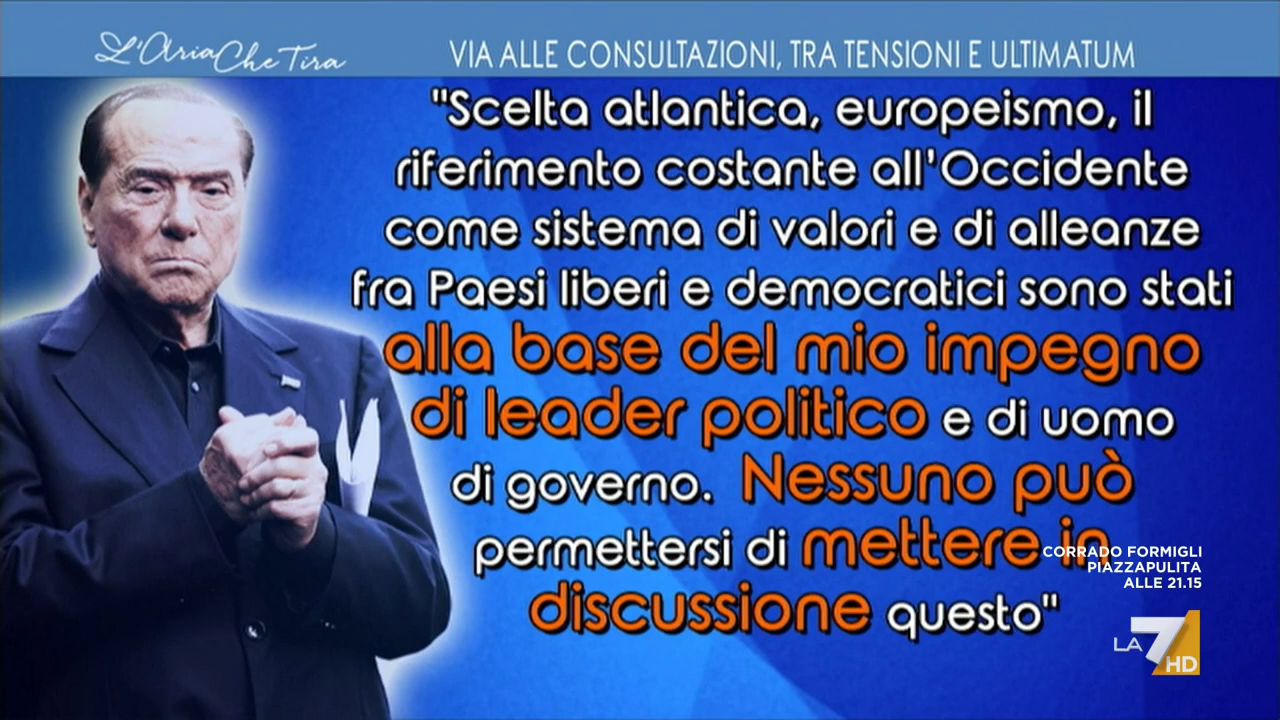 L'Aria Che Tira
VIA ALLE CONSULTAZIONI, TRA TENSIONI E ULTIMATUM
"Scelta atlantica, europeismo, il
riferimento costante all'Occidente
come sistema di valori e di alleanze
fra Paesi liberi e democratici sono stati
alla base del mio impegno
di leader politico e di uomo
di governo. Nessuno può
permettersi di mettere in
discussione questo"
CORRADO FORMIGLI
PIAZZAPULITA
ALLE 21.15
LA 7 HD